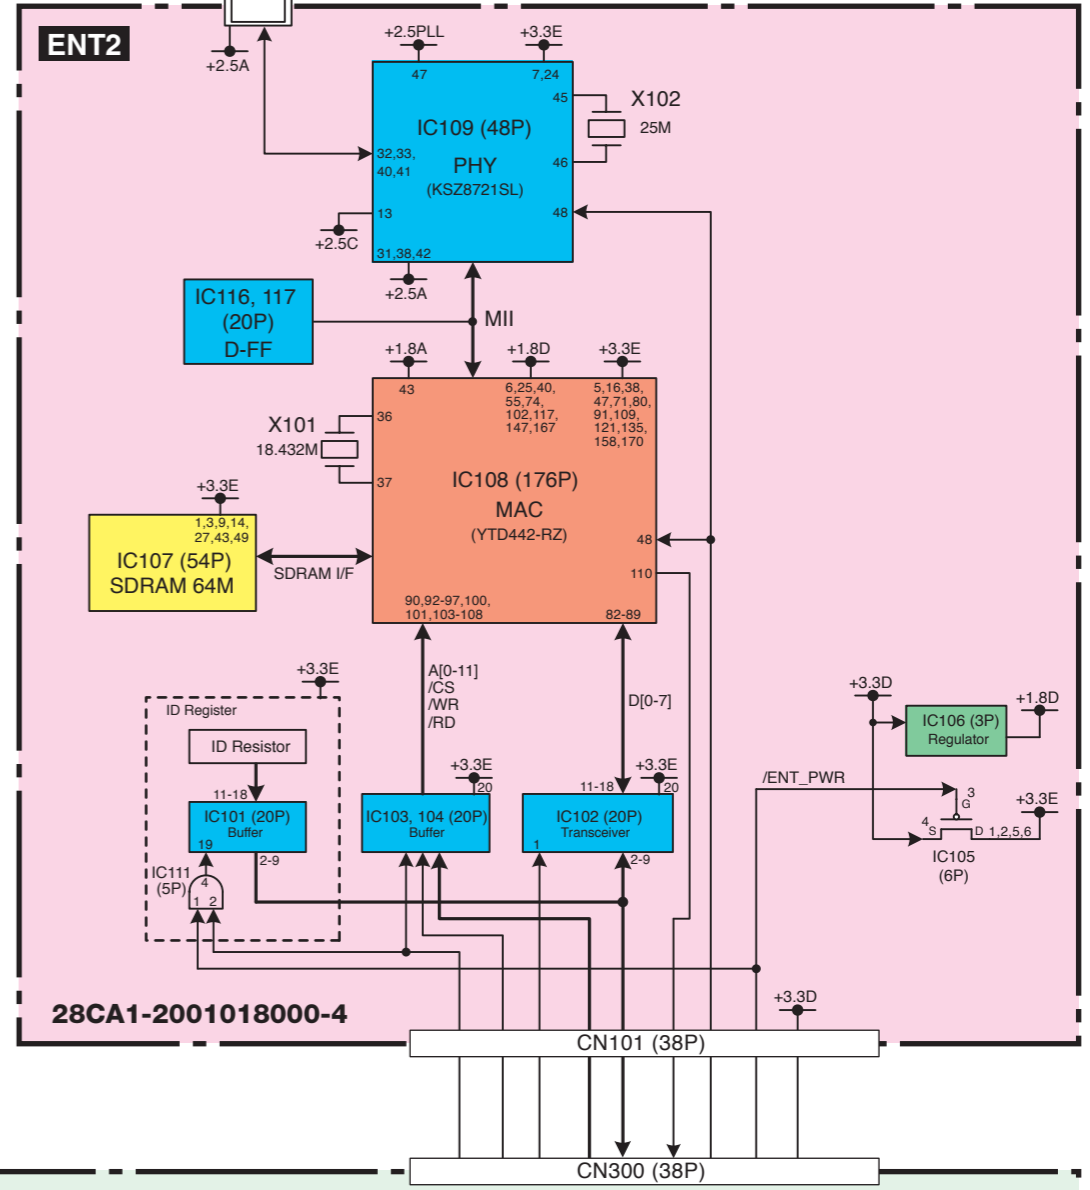 ENT2
+2.5A
+2.5PLL
+3.3E
47
7,24
45
X102
25M
IC109 (48P)
PHY
(KSZ8721SL)
32,33,
40,41
46
13
48
+2.5C
31,38,42
+2.5A
IC116, 117
(20P)
D-FF
MII
+1.8A
+1.8D
+3.3E
43
6,25,40,
55,74,
102,117,
147,167
5,16,38,
47,71,80,
91,109,
121,135,
158,170
X101
18.432M
36
37
IC108 (176P)
MAC
(YTD442-RZ)
48
110
+3.3E
1,3,9,14,
27,43,49
IC107 (54P)
SDRAM 64M
SDRAM I/F
90,92-97,100,
101,103-108
82-89
A[0-11]
/CS
/WR
/RD
D[0-7]
+3.3E
ID Register
ID Resistor
11-18
IC101 (20P)
Buffer
19
2-9
IC111
(5P)
4
1 2
+3.3E
20
IC103, 104 (20P)
Buffer
11-18
+3.3E
20
IC102 (20P)
Transceiver
1
2-9
+3.3D
IC106 (3P)
Regulator
+1.8D
/ENT_PWR
3
G
4
S
D 1,2,5,6
+3.3E
IC105
(6P)
+3.3D
28CA1-2001018000-4
CN101 (38P)
CN300 (38P)